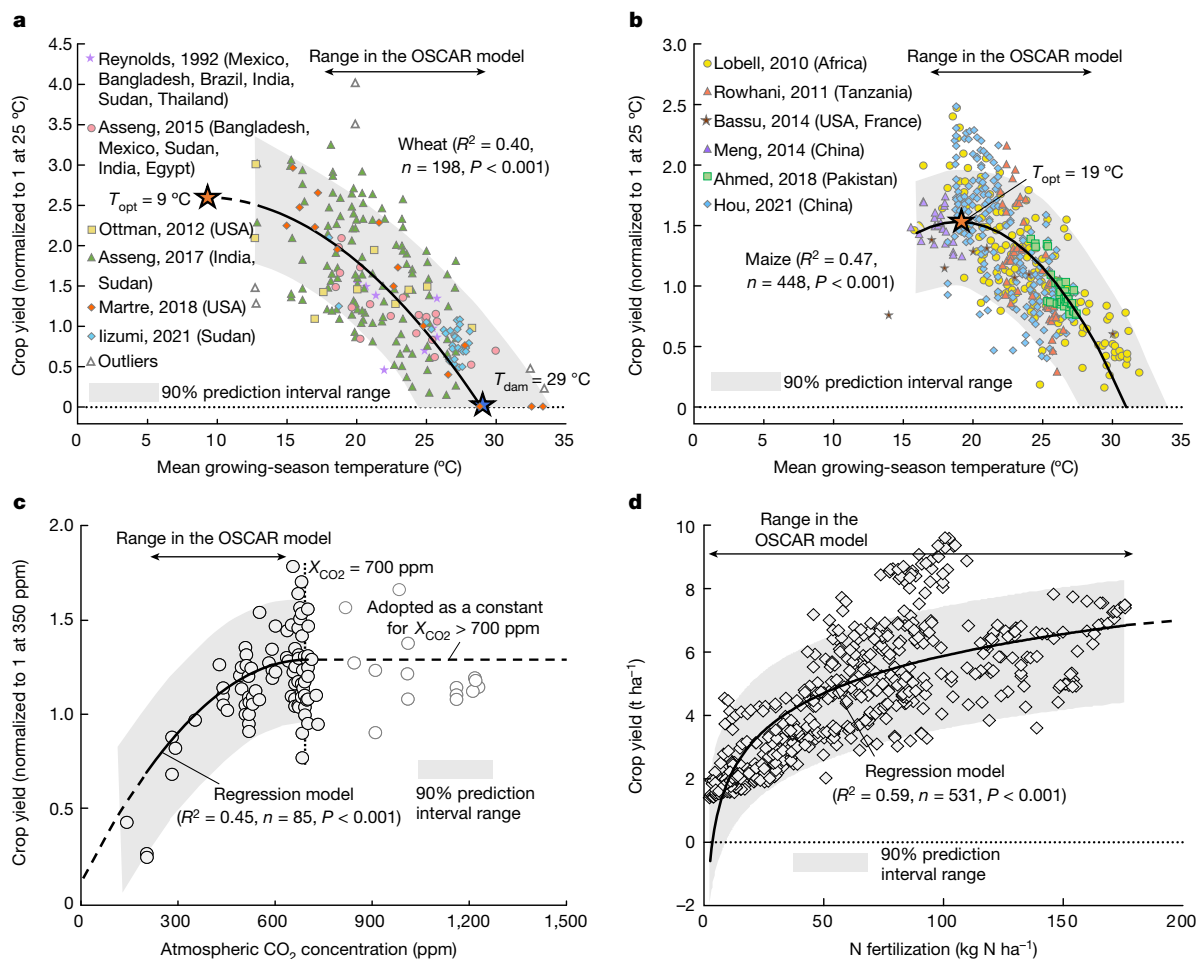 a
Crop yield (normalized to 1 at 25 ºC)
4.5
4.0
3.5
3.0
2.5
2.0
1.5
1.0
0.5
0
Range in the OSCAR model
Reynolds, 1992 (Mexico,
Bangladesh, Brazil, India,
Sudan, Thailand)
Asseng, 2015 (Bangladesh,
Mexico, Sudan,
India, Egypt)
Wheat (R² = 0.40,
n = 198, P < 0.001)
Topt = 9 ºC
Ottman, 2012 (USA)
Asseng, 2017 (India,
Sudan)
Martre, 2018 (USA)
Iizumi, 2021 (Sudan)
Outliers
90% prediction interval range
Tdam = 29 ºC
0 5 10 15 20 25 30 35
Mean growing-season temperature (ºC)
b
Crop yield (normalized to 1 at 25 ºC)
3.0
2.5
2.0
1.5
1.0
0.5
0
Range in the OSCAR model
Lobell, 2010 (Africa)
Rowhani, 2011 (Tanzania)
Bassu, 2014 (USA, France)
Meng, 2014 (China)
Ahmed, 2018 (Pakistan)
Hou, 2021 (China)
Topt = 19 ºC
Maize (R² = 0.47,
n = 448, P < 0.001)
90% prediction interval range
0 5 10 15 20 25 30 35
Mean growing-season temperature (ºC)
c
Crop yield (normalized to 1 at 350 ppm)
2.0
1.5
1.0
0.5
0
Range in the OSCAR model
XCO2 = 700 ppm
Adopted as a constant
for XCO2 > 700 ppm
Regression model
(R² = 0.45, n = 85, P < 0.001)
90% prediction
interval range
0 300 600 900 1,200 1,500
Atmospheric CO2 concentration (ppm)
d
Crop yield (t ha⁻¹)
10
8
6
4
2
0
−2
Range in the
OSCAR model
Regression model
(R² = 0.59, n = 531, P < 0.001)
90% prediction
interval range
0 50 100 150 200
N fertilization (kg N ha⁻¹)